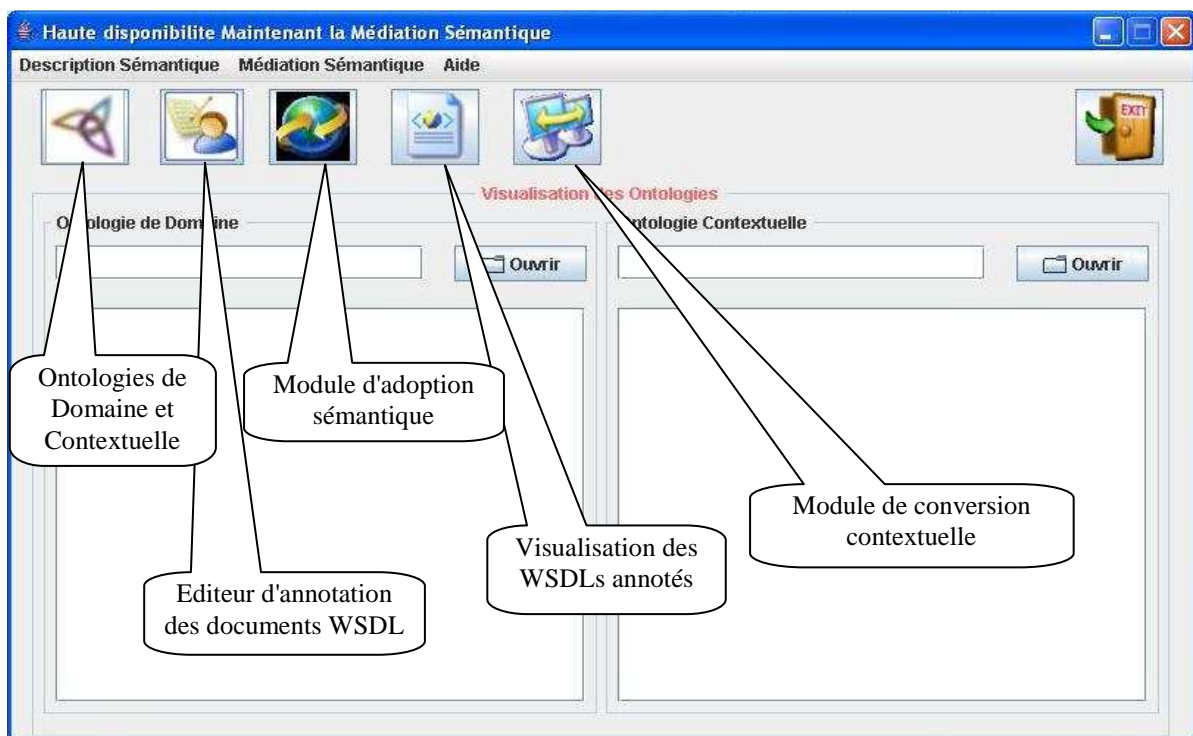 Haute disponibilite Maintenant la Médiation Sémantique
Description Sémantique Médiation Sémantique Aide
EXIT
Visualisation des Ontologies
Ontologie de Domaine
Ontologie Contextuelle
Ouvrir
Ouvrir
Ontologies de
Domaine et
Contextuelle
Module d'adoption
sémantique
Module de conversion
contextuelle
Visualisation des
WSDLs annotés
Editeur d'annotation
des documents WSDL